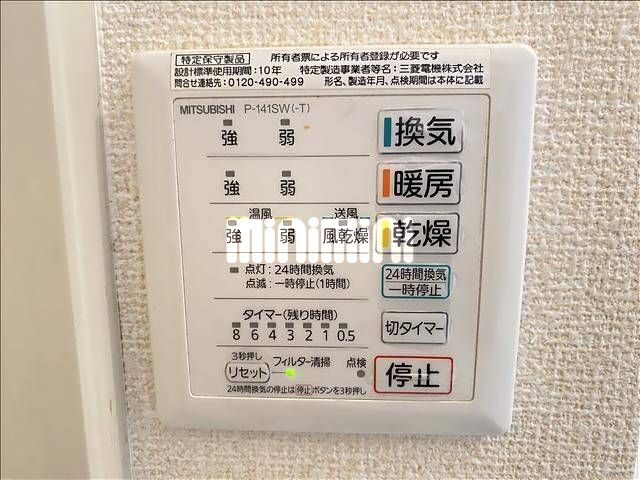 特定保守製品 所有者票による所有者登録が必要です
設計標準使用期間:10年 特定製造事業者等名:三菱電機株式会社
問合せ連絡先:0120-490-499 形名、製造年月、点検期間は本体に記載
MITSUBISHI P-141SW(-T)
強 弱 換気
強 弱 暖房
温風 送風
強 弱 風乾燥 乾燥
minimini
点灯:24時間換気
点滅:一時停止(1時間)
24時間換気
一時停止
タイマー(残り時間)
8 6 4 3 2 1 0.5
切タイマー
3秒押し
リセット フィルター清掃 点検
停止
24時間換気の停止は停止ボタンを3秒押し